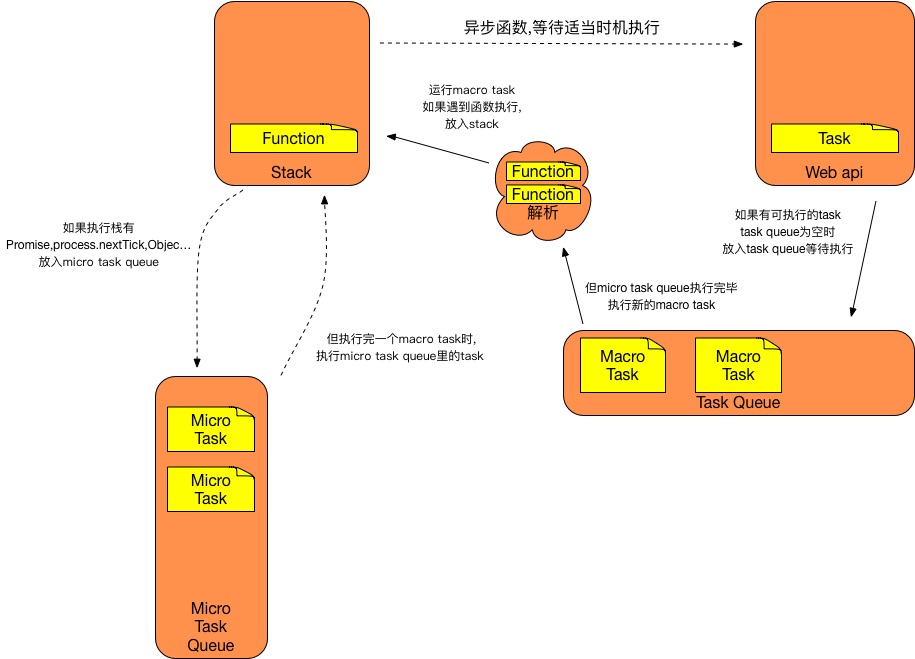 异步函数,等待适当时机执行
Function
Stack
Task
Web api
运行macro task
如果遇到函数执行,
放入stack
Function
Function
解析
如果执行栈有
Promise,process.nextTick,Objec...
放入micro task queue
如果有可执行的task
task queue为空时
放入task queue等待执行
但micro task queue执行完毕
执行新的macro task
但执行完一个macro task时,
执行micro task queue里的task
Macro
Task
Macro
Task
Task Queue
Micro
Task
Micro
Task
Micro
Task
Queue